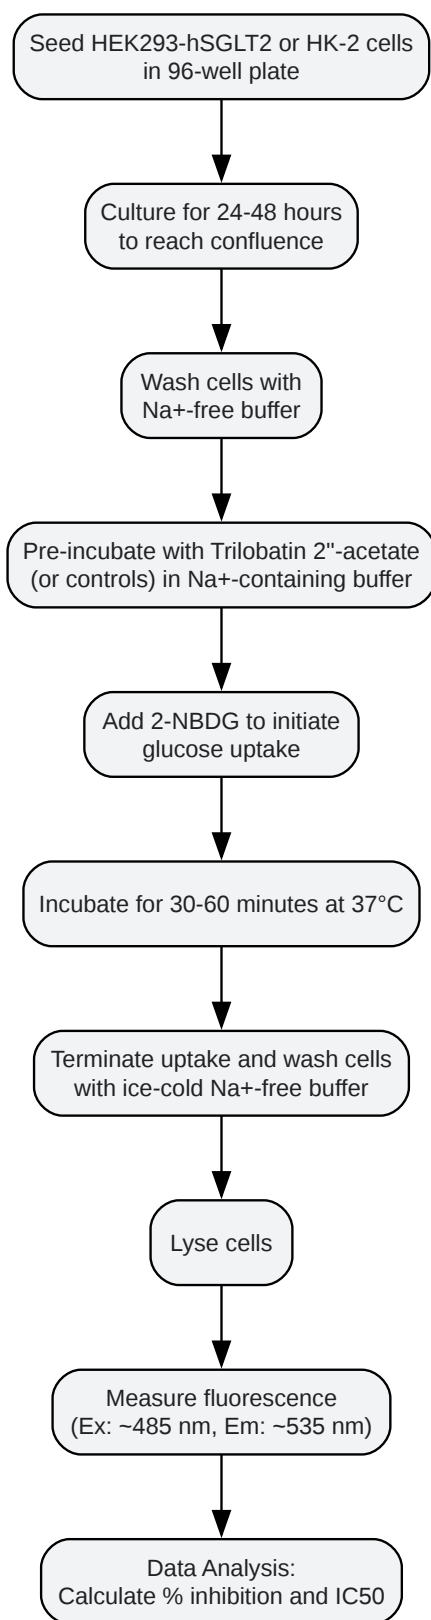 Seed HEK293-hSGLT2 or HK-2 cells
in 96-well plate
Culture for 24-48 hours
to reach confluence
Wash cells with
Na+-free buffer
Pre-incubate with Trilobatin 2"-acetate
(or controls) in Na+-containing buffer
Add 2-NBDG to initiate
glucose uptake
Incubate for 30-60 minutes at 37°C
Terminate uptake and wash cells
with ice-cold Na+-free buffer
Lyse cells
Measure fluorescence
(Ex: ~485 nm, Em: ~535 nm)
Data Analysis:
Calculate % inhibition and IC50